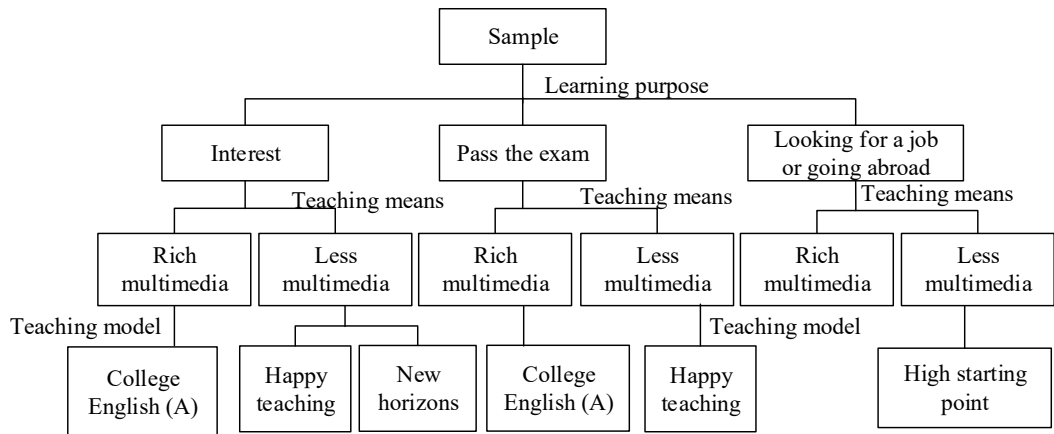 Sample
Learning purpose
Interest
Pass the exam
Looking for a job
or going abroad
Teaching means
Teaching means
Teaching means
Rich
multimedia
Less
multimedia
Rich
multimedia
Less
multimedia
Rich
multimedia
Less
multimedia
Teaching model
Teaching model
College
English (A)
Happy
teaching
New
horizons
College
English (A)
Happy
teaching
High starting
point